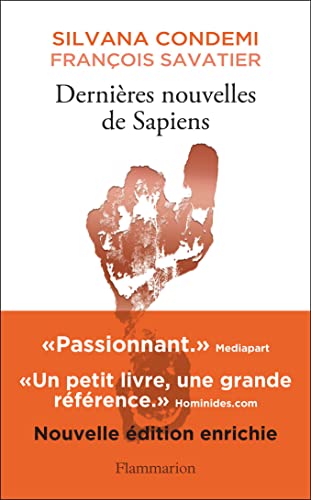 SILVANA CONDEMI
FRANÇOIS SAVATIER
Dernières nouvelles
de Sapiens
«Passionnant.» Mediapart
«Un petit livre, une grande
référence.» Hominides.com
Nouvelle édition enrichie
Flammarion